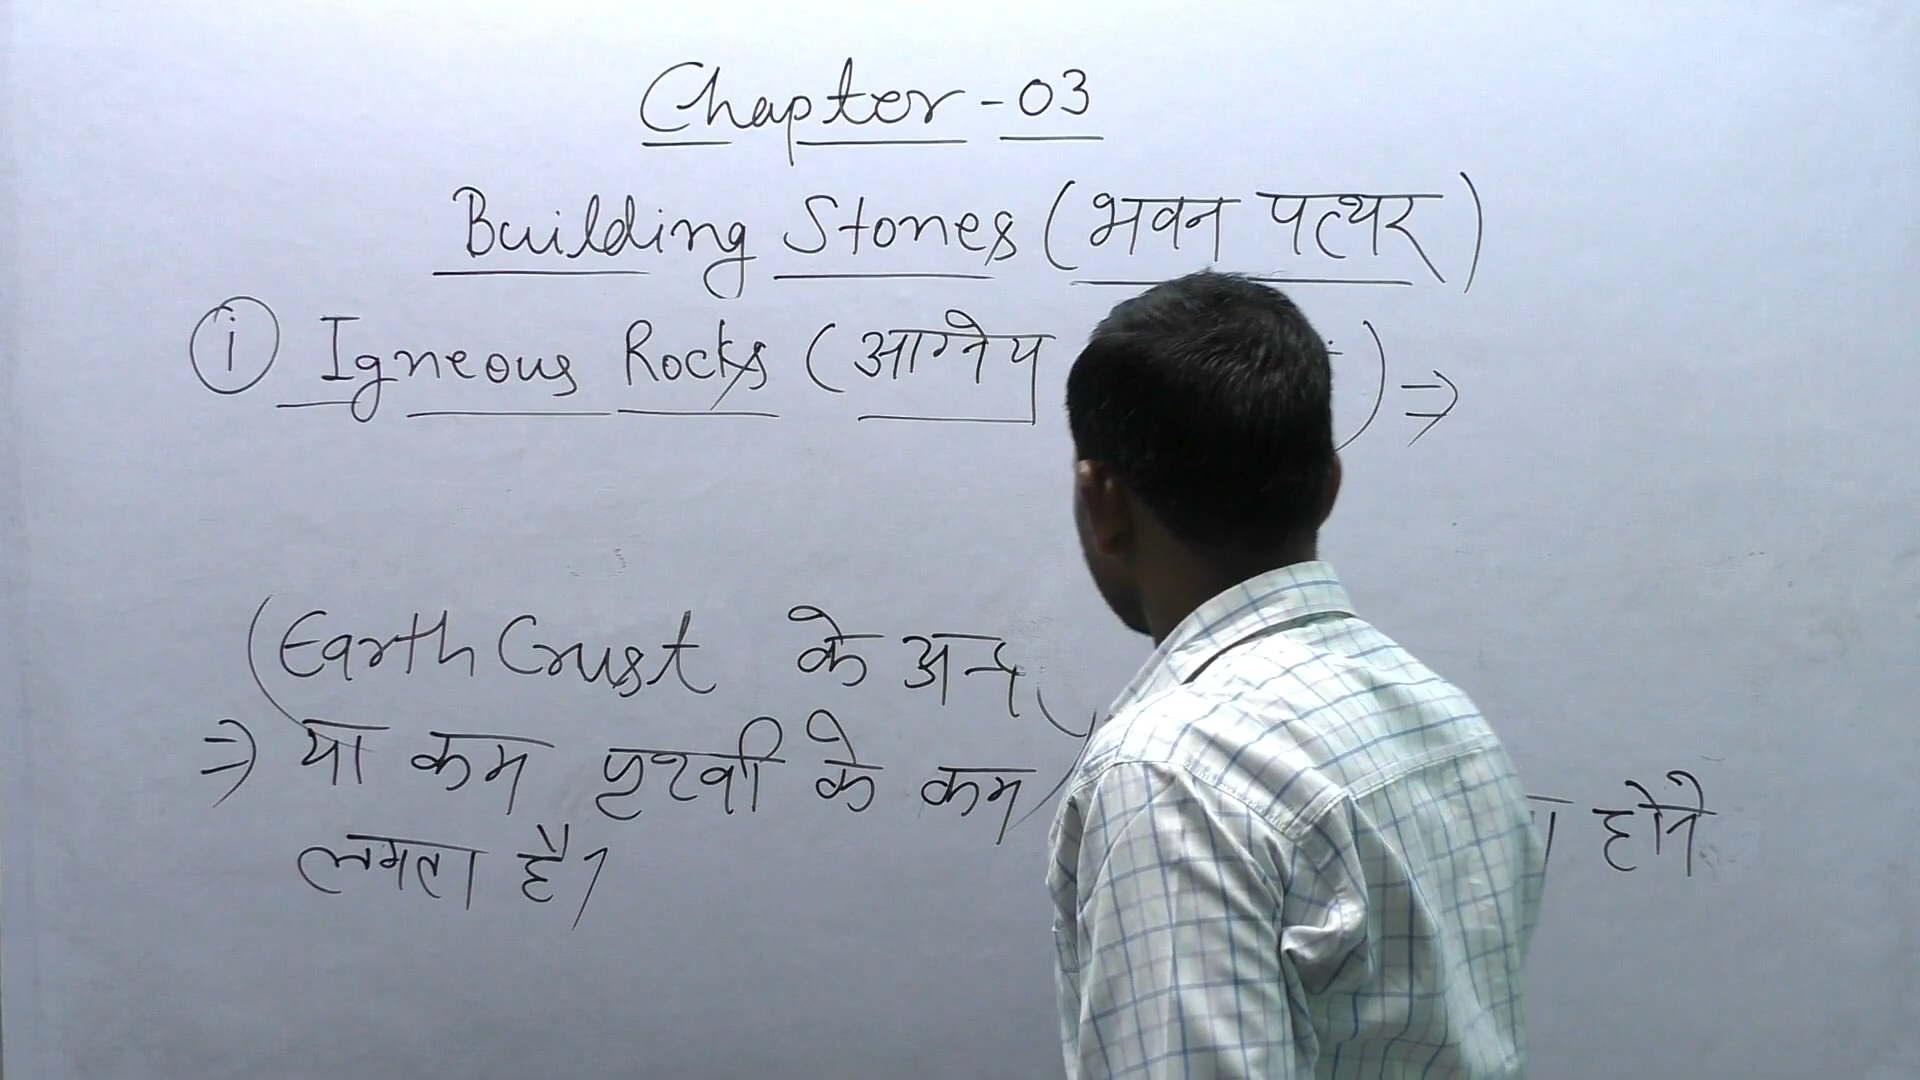 Chapter - 03
Building Stones (भवन पत्थर)
(i) Igneous Rocks (आग्नेय ) ⇒
(Earth Crust के अन्द
⇒ या कम पृथ्वी के कम होने
लगता है।